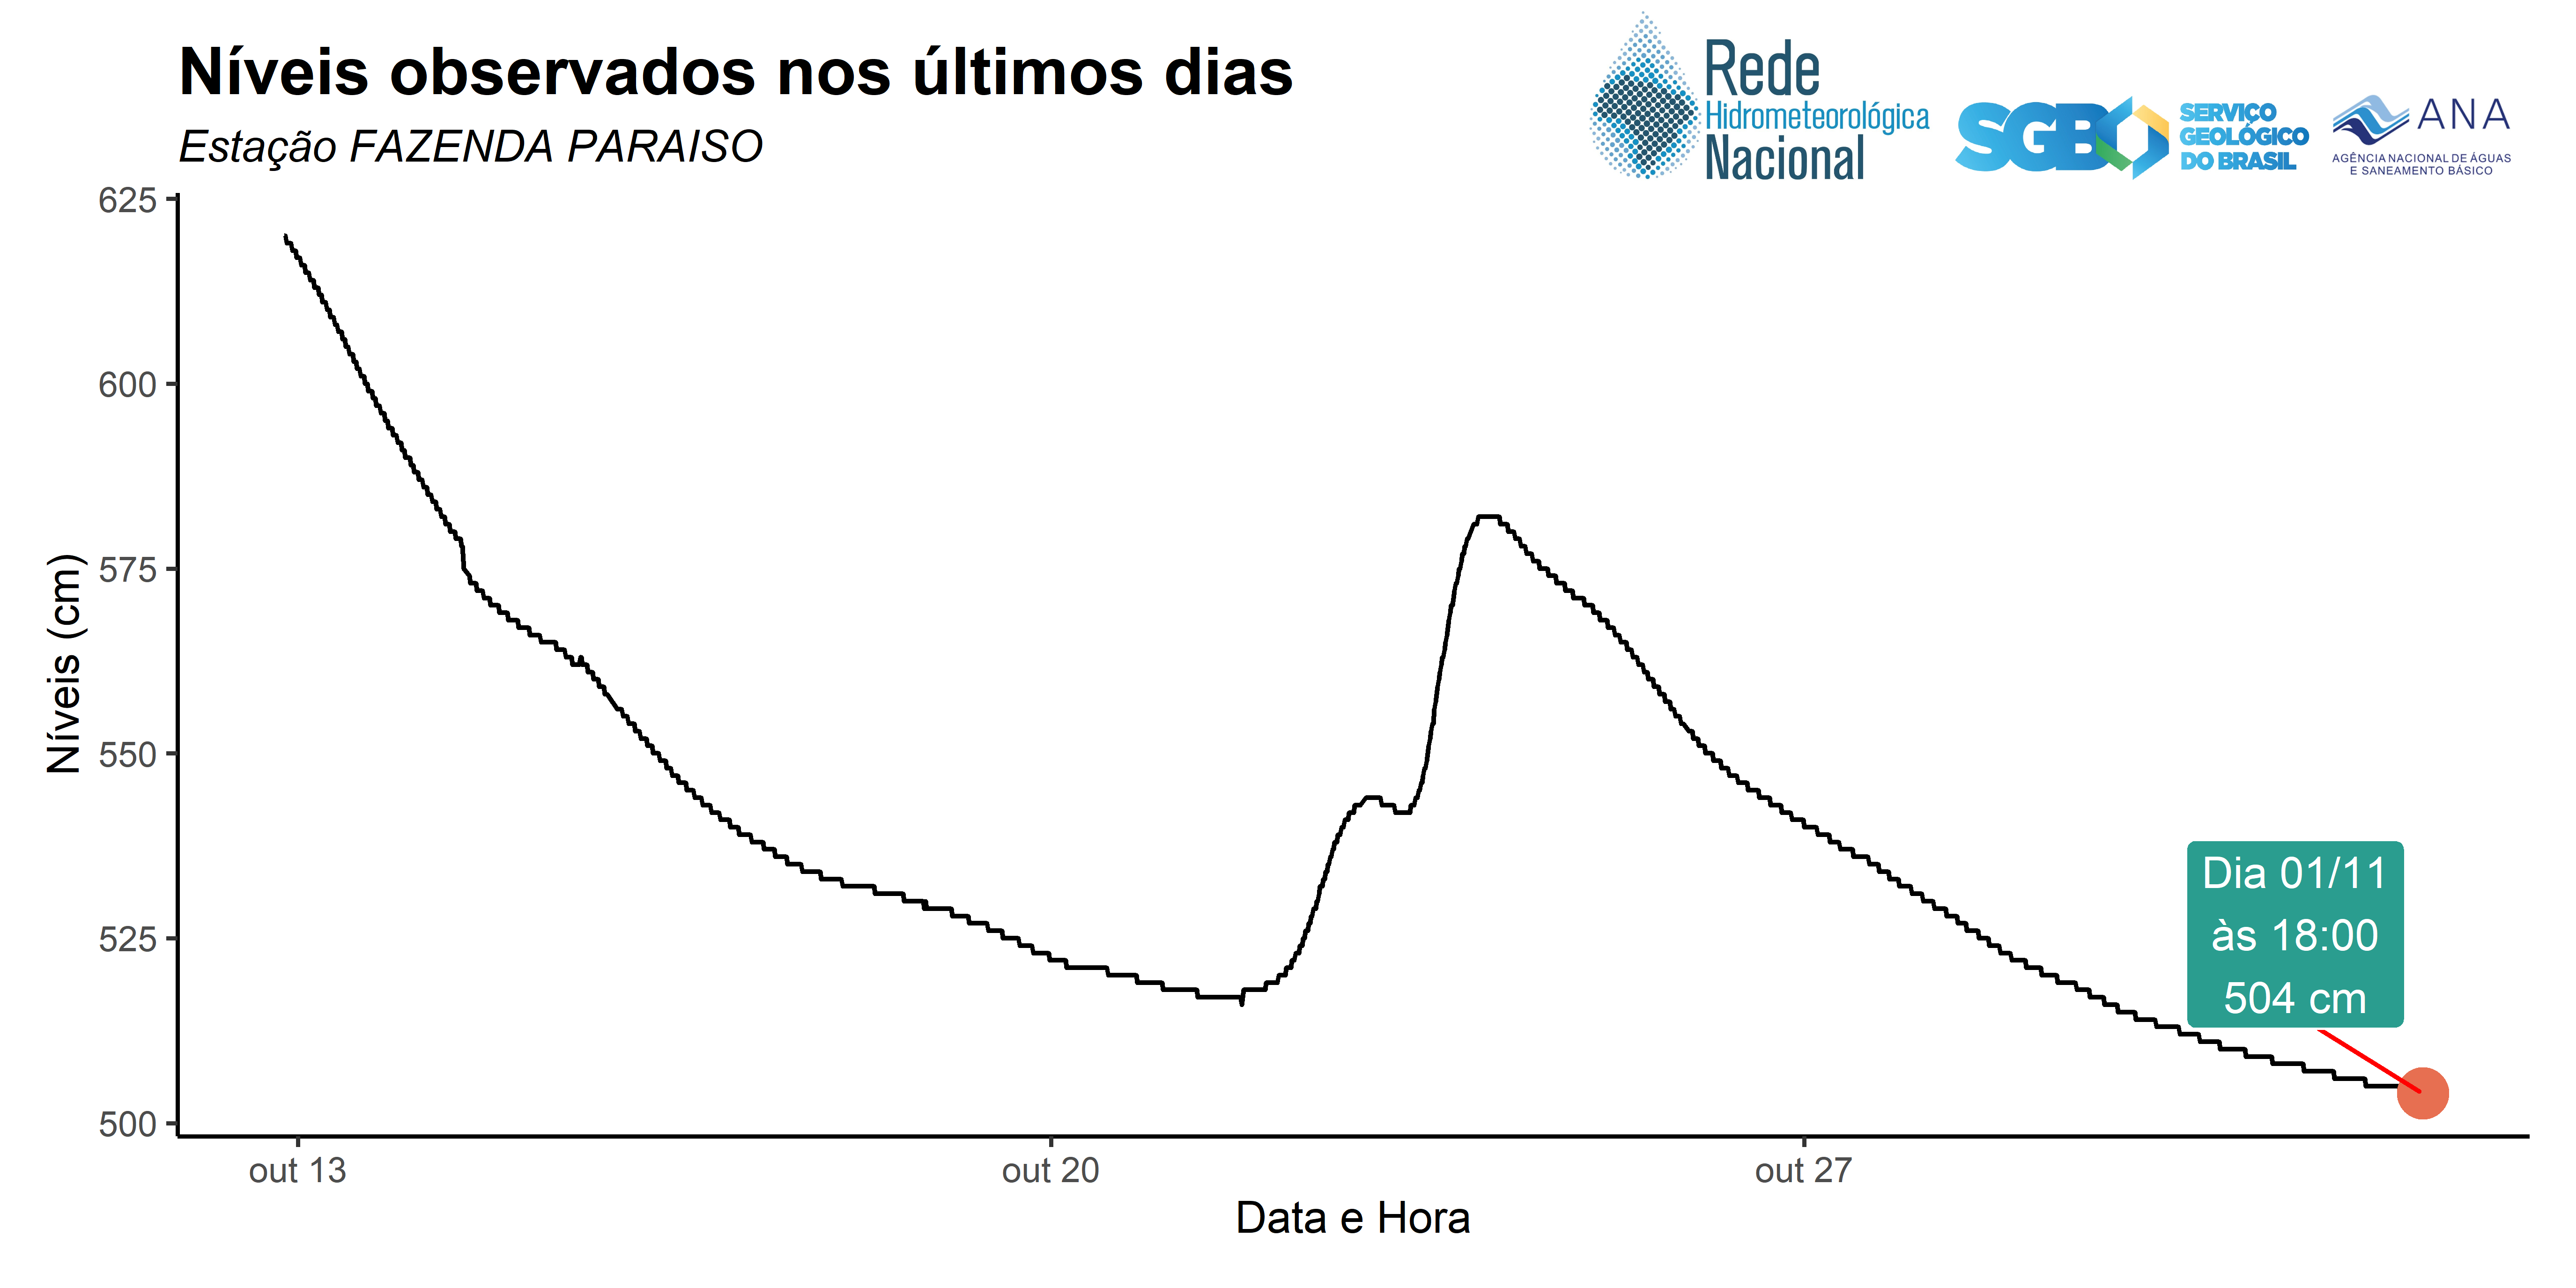 Níveis observados nos últimos dias
Estação FAZENDA PARAISO
Rede
Hidrometeorológica
Nacional
SGB
SERVIÇO
GEOLÓGICO
DO BRASIL
ANA
AGÊNCIA NACIONAL DE ÁGUAS
E SANEAMENTO BÁSICO
Níveis (cm)
625
600
575
550
525
500
Dia 01/11
às 18:00
504 cm
out 13
out 20
out 27
Data e Hora